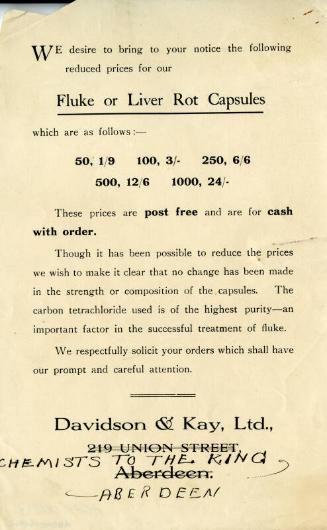 WE desire to bring to your notice the following
reduced prices for our
Fluke or Liver Rot Capsules
which are as follows :—
50, 1/9 100, 3/- 250, 6/6
500, 12/6 1000, 24/-
These prices are post free and are for cash
with order.
Though it has been possible to reduce the prices
we wish to make it clear that no change has been made
in the strength or composition of the capsules. The
carbon tetrachloride used is of the highest purity—an
important factor in the successful treatment of fluke.
We respectfully solicit your orders which shall have
our prompt and careful attention.
Davidson & Kay, Ltd.,
219 UNION STREET,
CHEMISTS TO THE KING,
Aberdeen.
ABERDEEN